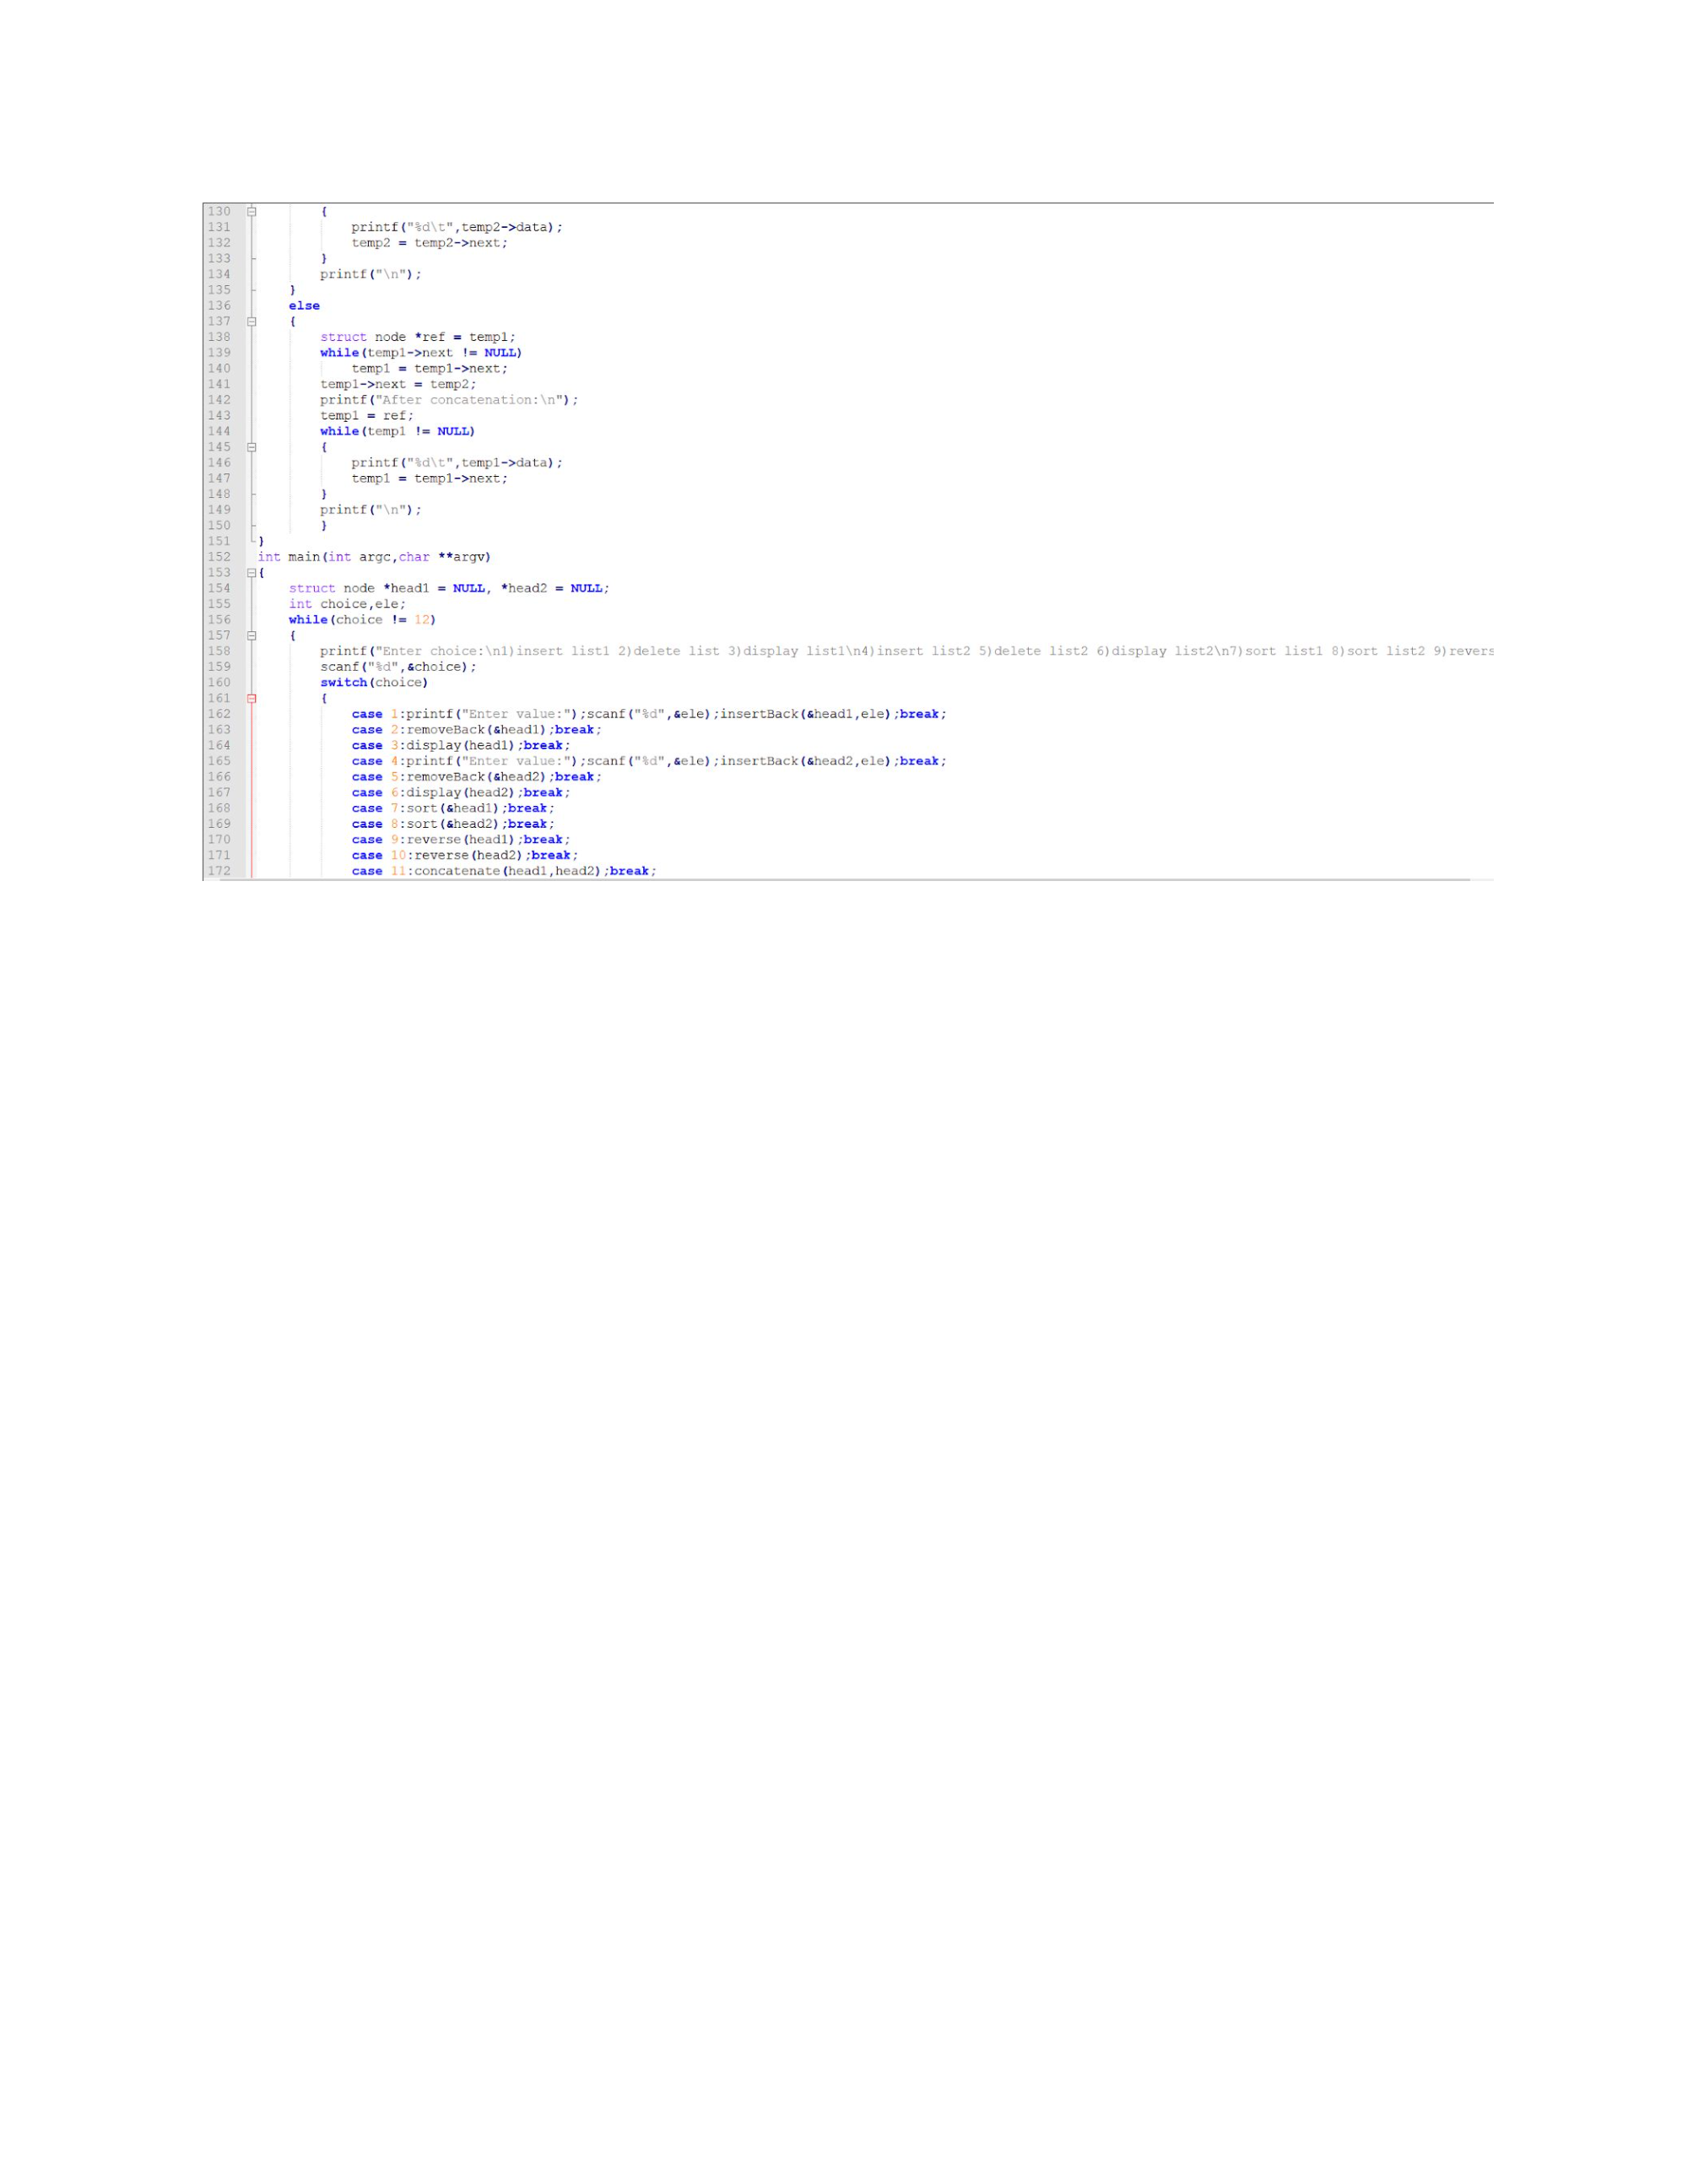 130 {
131 printf("%d\t",temp2->data);
132 temp2 = temp2->next;
133 }
134 printf("\n");
135 }
136 else
137 {
138 struct node *ref = temp1;
139 while(temp1->next != NULL)
140 temp1 = temp1->next;
141 temp1->next = temp2;
142 printf("After concatenation:\n");
143 temp1 = ref;
144 while(temp1 != NULL)
145 {
146 printf("%d\t",temp1->data);
147 temp1 = temp1->next;
148 }
149 printf("\n");
150 }
151 }
152 int main(int argc,char **argv)
153 {
154 struct node *head1 = NULL, *head2 = NULL;
155 int choice,ele;
156 while(choice != 12)
157 {
158 printf("Enter choice:\n1)insert list1 2)delete list 3)display list1\n4)insert list2 5)delete list2 6)display list2\n7)sort list1 8)sort list2 9)revers
159 scanf("%d",&choice);
160 switch(choice)
161 {
162 case 1:printf("Enter value:");scanf("%d",&ele);insertBack(&head1,ele);break;
163 case 2:removeBack(&head1);break;
164 case 3:display(head1);break;
165 case 4:printf("Enter value:");scanf("%d",&ele);insertBack(&head2,ele);break;
166 case 5:removeBack(&head2);break;
167 case 6:display(head2);break;
168 case 7:sort(&head1);break;
169 case 8:sort(&head2);break;
170 case 9:reverse(head1);break;
171 case 10:reverse(head2);break;
172 case 11:concatenate(head1,head2);break;